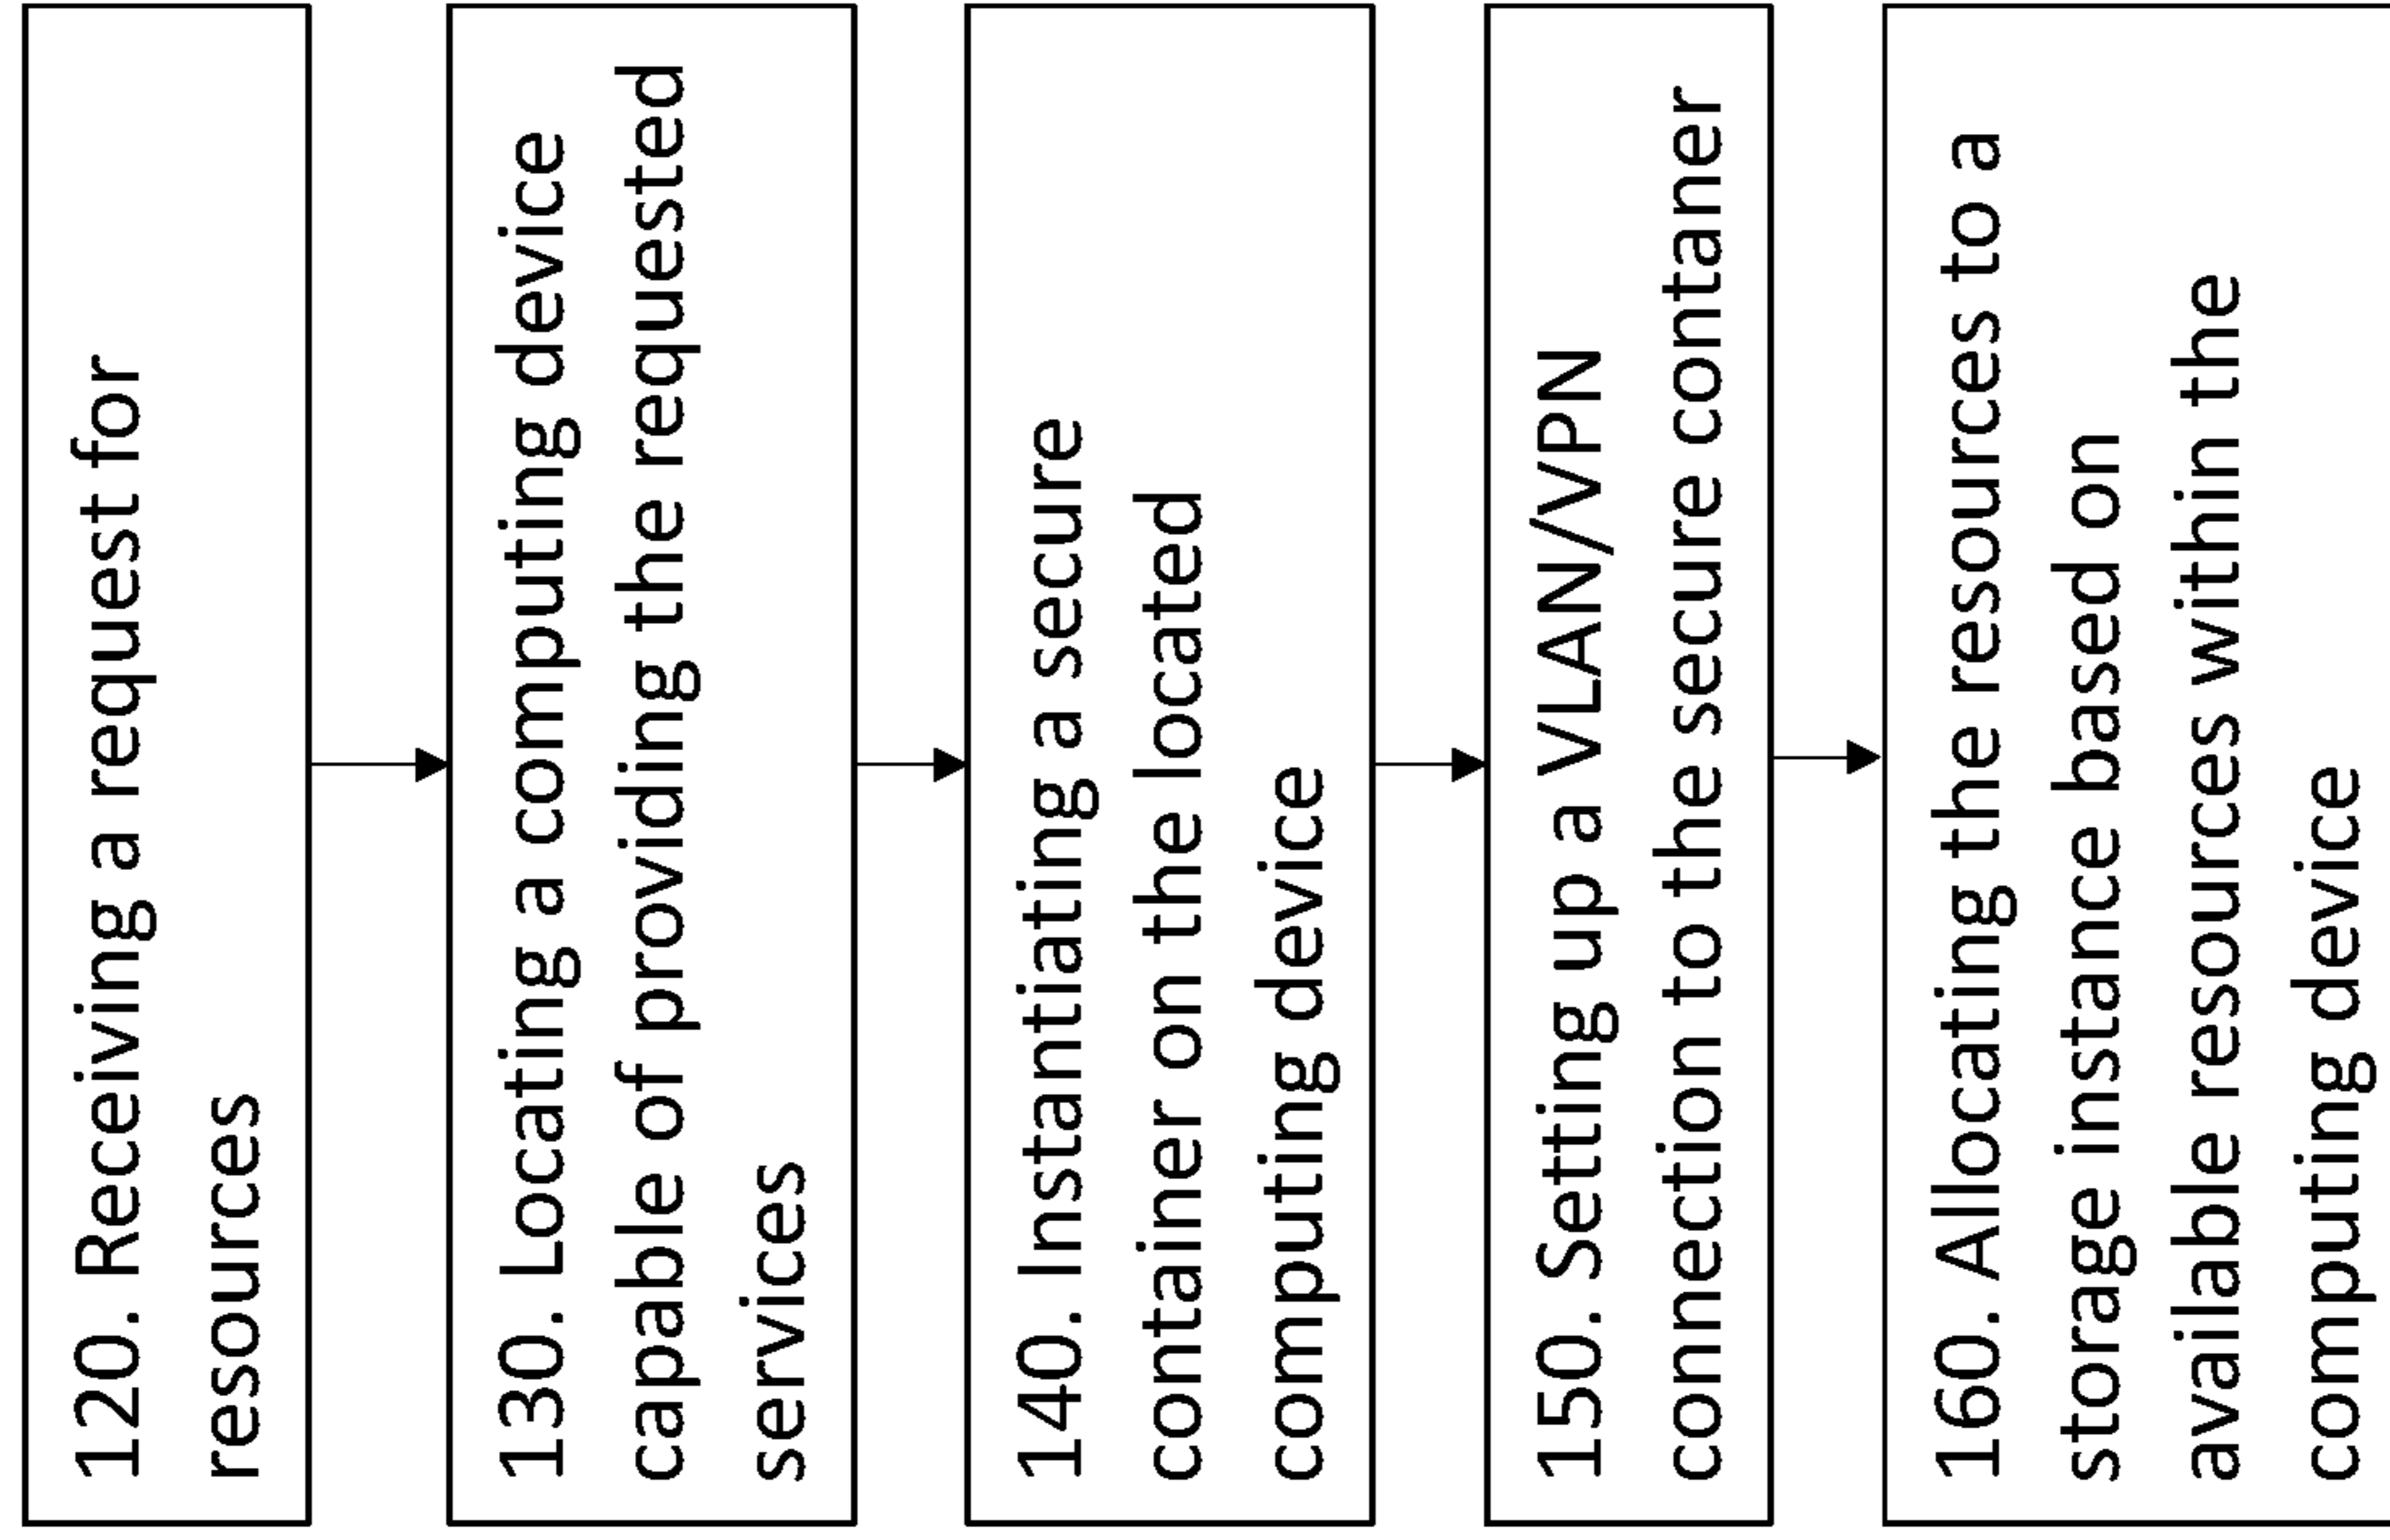 120. Receiving a request for
resources
130. Locating a computing device
capable of providing the requested
services
140. Instantiating a secure
container on the located
computing device
150. Setting up a VLAN/VPN
connection to the secure contaner
160. Allocating the resources to a
storage instance based on
available resources within the
computing device